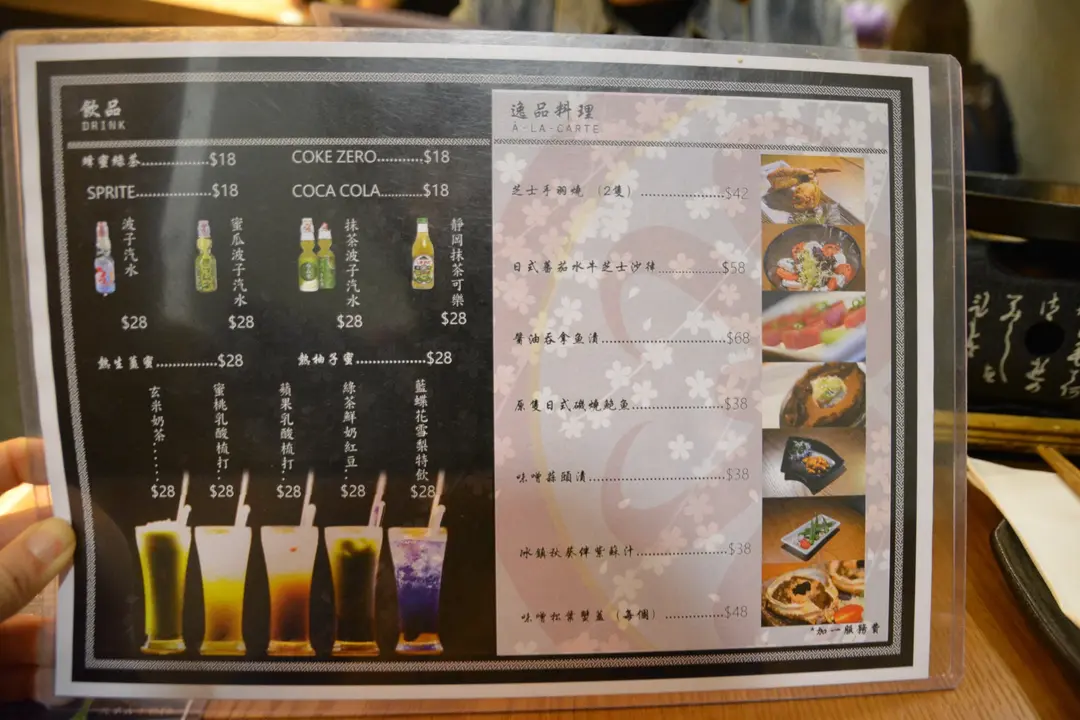 飲品
DRINK
蜂蜜綠茶..............$18
COKE ZERO...........$18
SPRITE................$18
COCA COLA..........$18
波子汽水
$28
蜜瓜波子汽水
$28
抹茶波子汽水
$28
靜岡抹茶可樂
$28
熱生薑蜜..................$28
熱柚子蜜..................$28
玄米奶茶........
$28
蜜桃乳酸梳打...
$28
蘋果乳酸梳打...
$28
綠茶鮮奶紅豆...
$28
藍蝶花雪梨特飲
$28
逸品料理
À-LA-CARTE
芝士手羽燒 (2隻) ..................$42
日式蕃茄水牛芝士沙律..............$58
醬油吞拿魚漬..........................$68
原隻日式磯燒鮑魚....................$38
味噌蒜頭漬..............................$38
冰鎮秋葵伴紫蘇汁....................$38
味噌松葉蟹蓋 (每個) ..............$48
*加一服務費